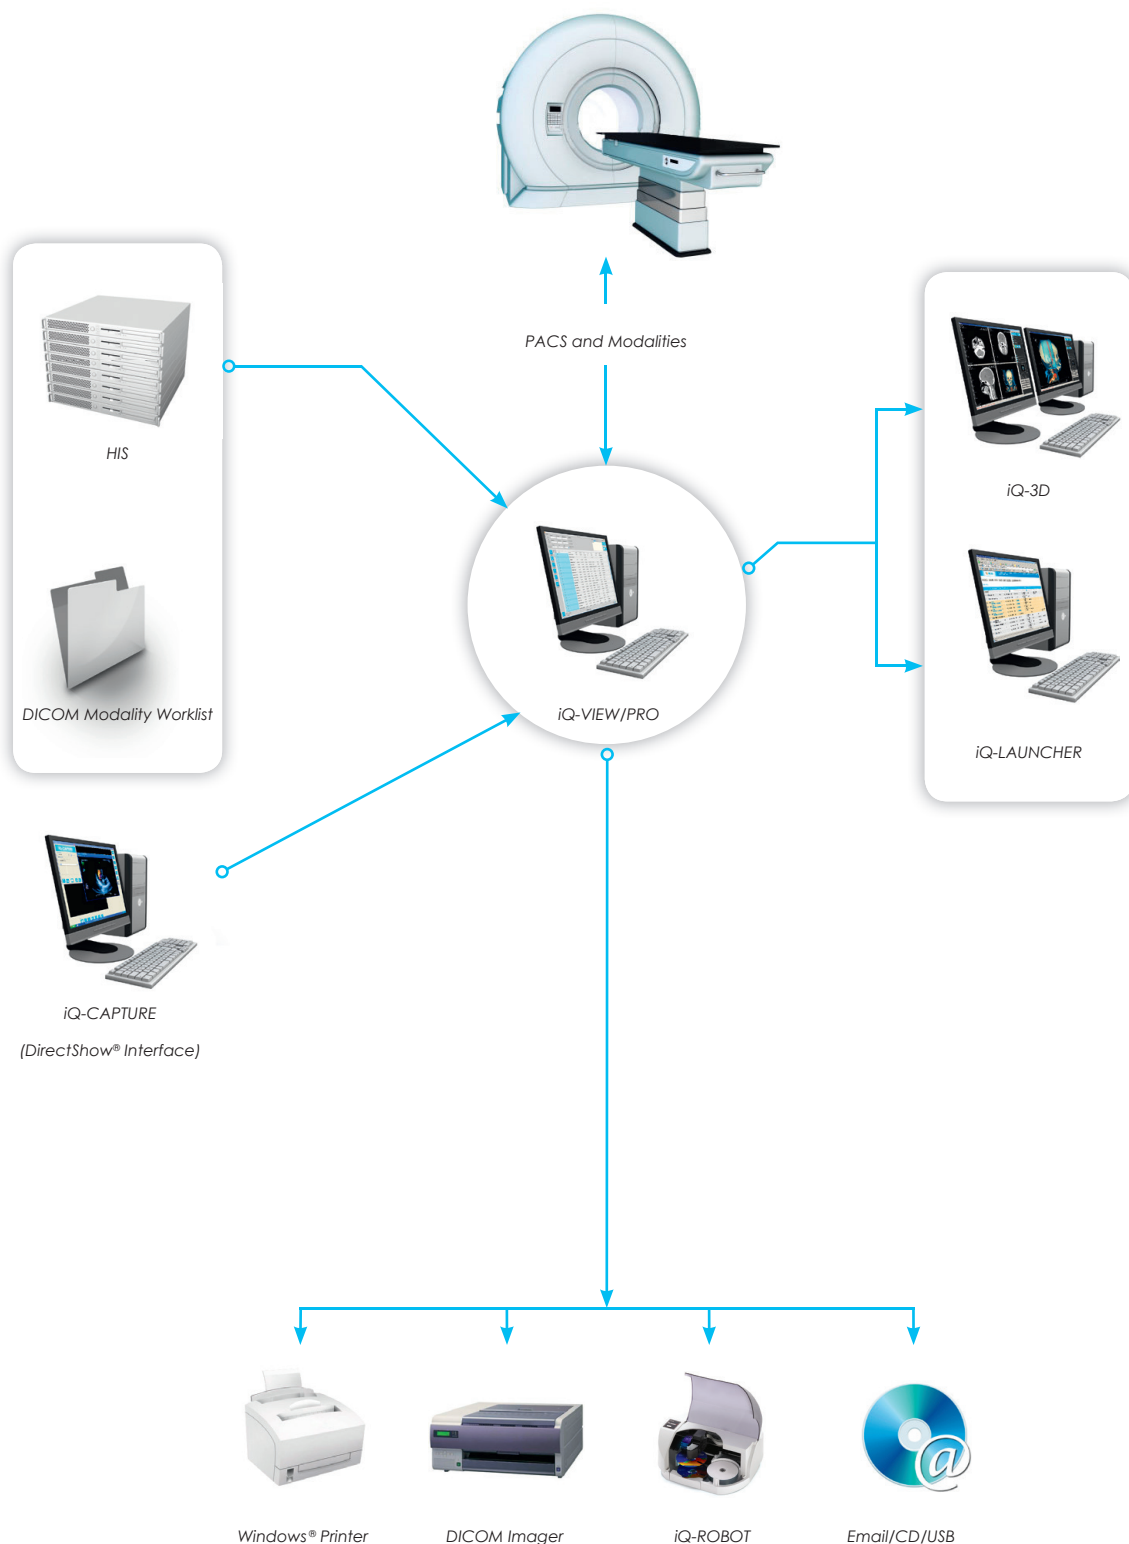 PACS and Modalities
HIS
iQ-3D
DICOM Modality Worklist
iQ-VIEW/PRO
iQ-LAUNCHER
iQ-CAPTURE
(DirectShow® Interface)
Windows® Printer
DICOM Imager
iQ-ROBOT
Email/CD/USB